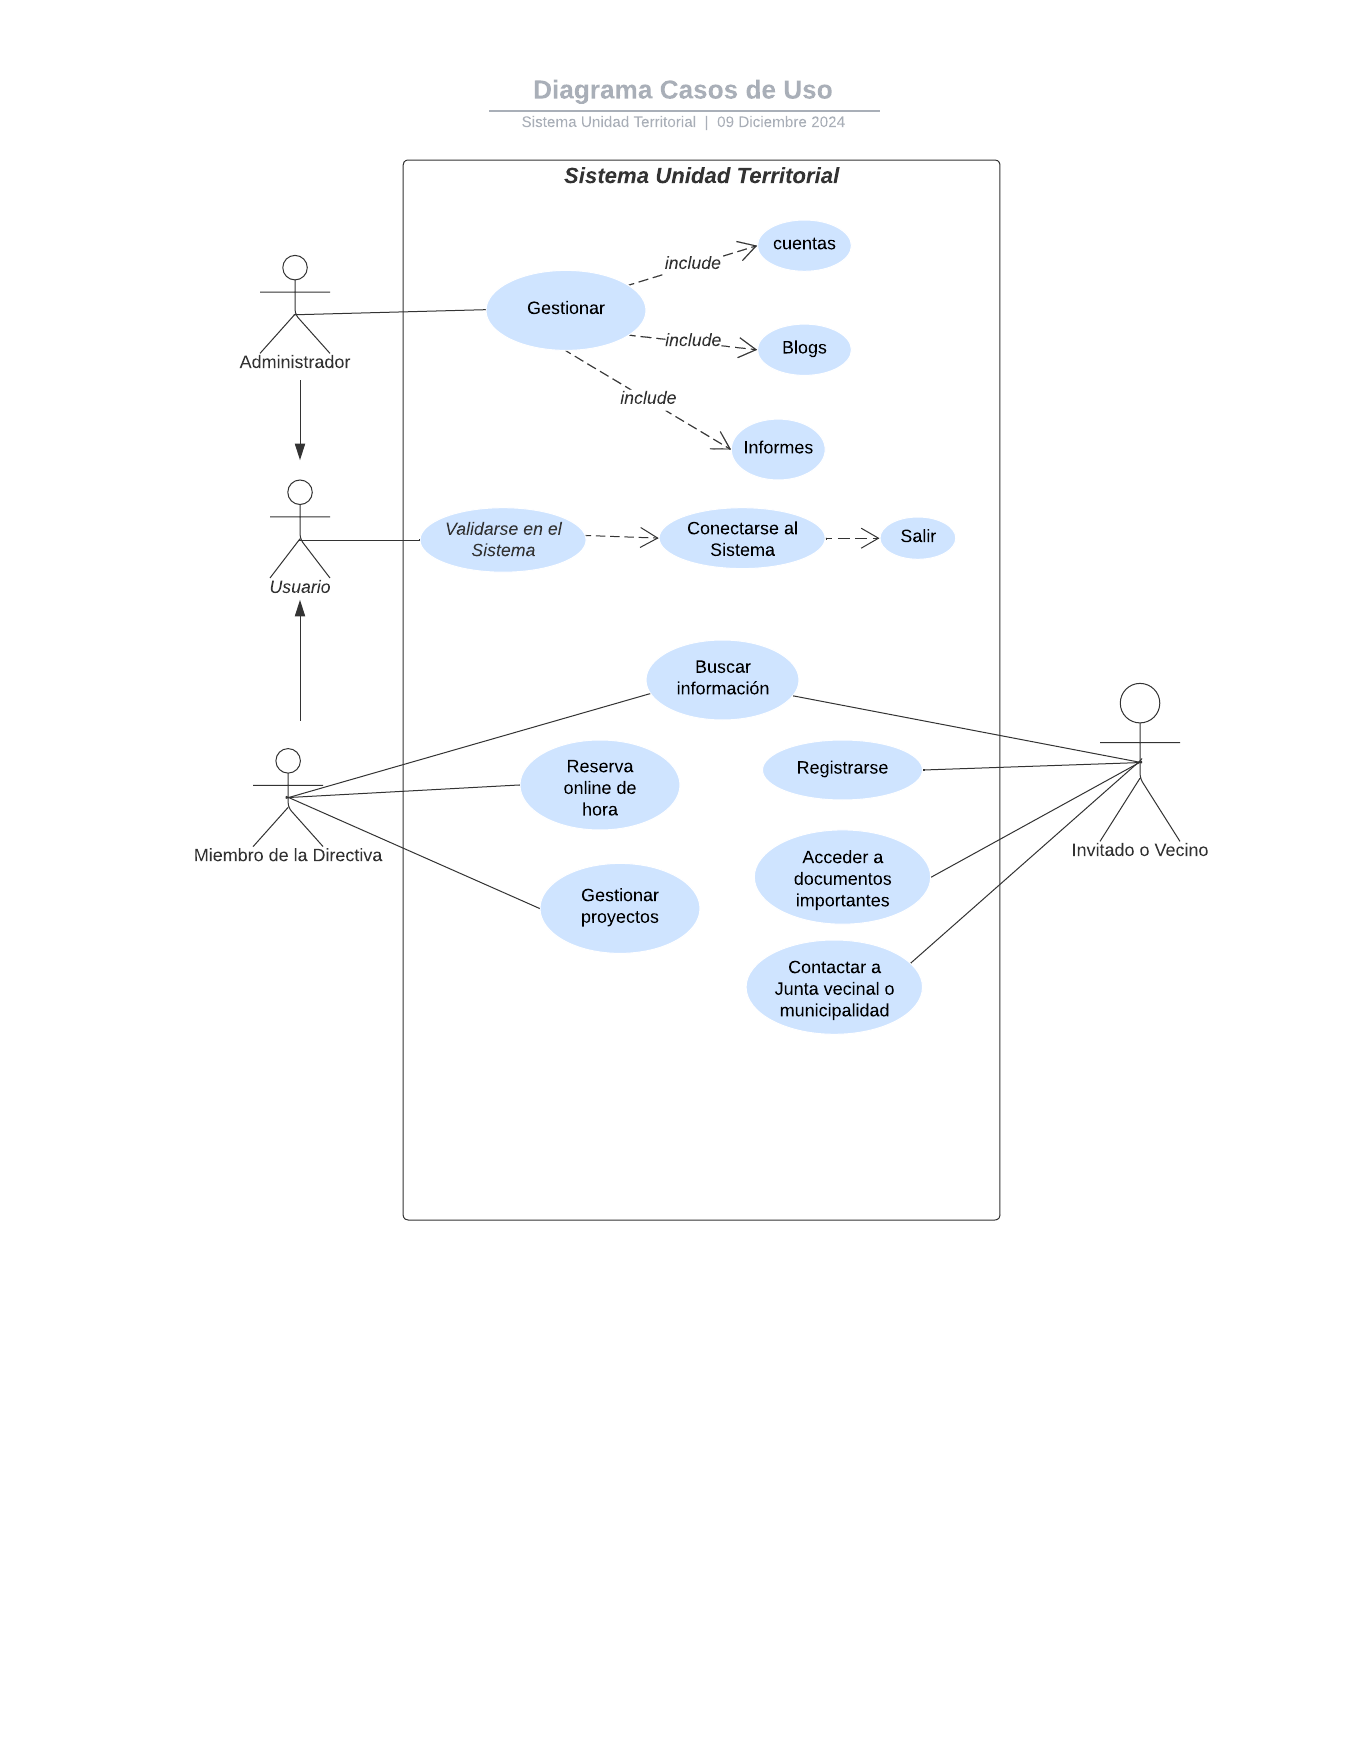 Diagrama Casos de Uso
Sistema Unidad Territorial | 09 Diciembre 2024
Sistema Unidad Territorial
cuentas
include
Gestionar
include
Blogs
Administrador
include
Informes
Validarse en el
Sistema
Conectarse al
Sistema
Salir
Usuario
Buscar
información
Reserva
online de
hora
Registrarse
Miembro de la Directiva
Invitado o Vecino
Acceder a
documentos
importantes
Gestionar
proyectos
Contactar a
Junta vecinal o
municipalidad